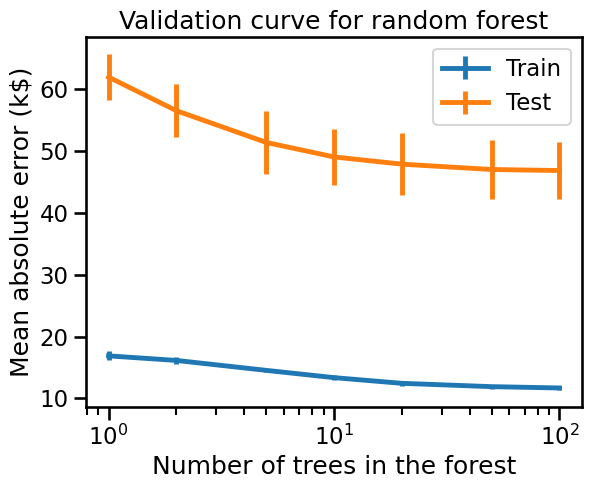 Validation curve for random forest
Mean absolute error (k$)
60
50
40
30
20
10
Train
Test
10⁰
10¹
10²
Number of trees in the forest